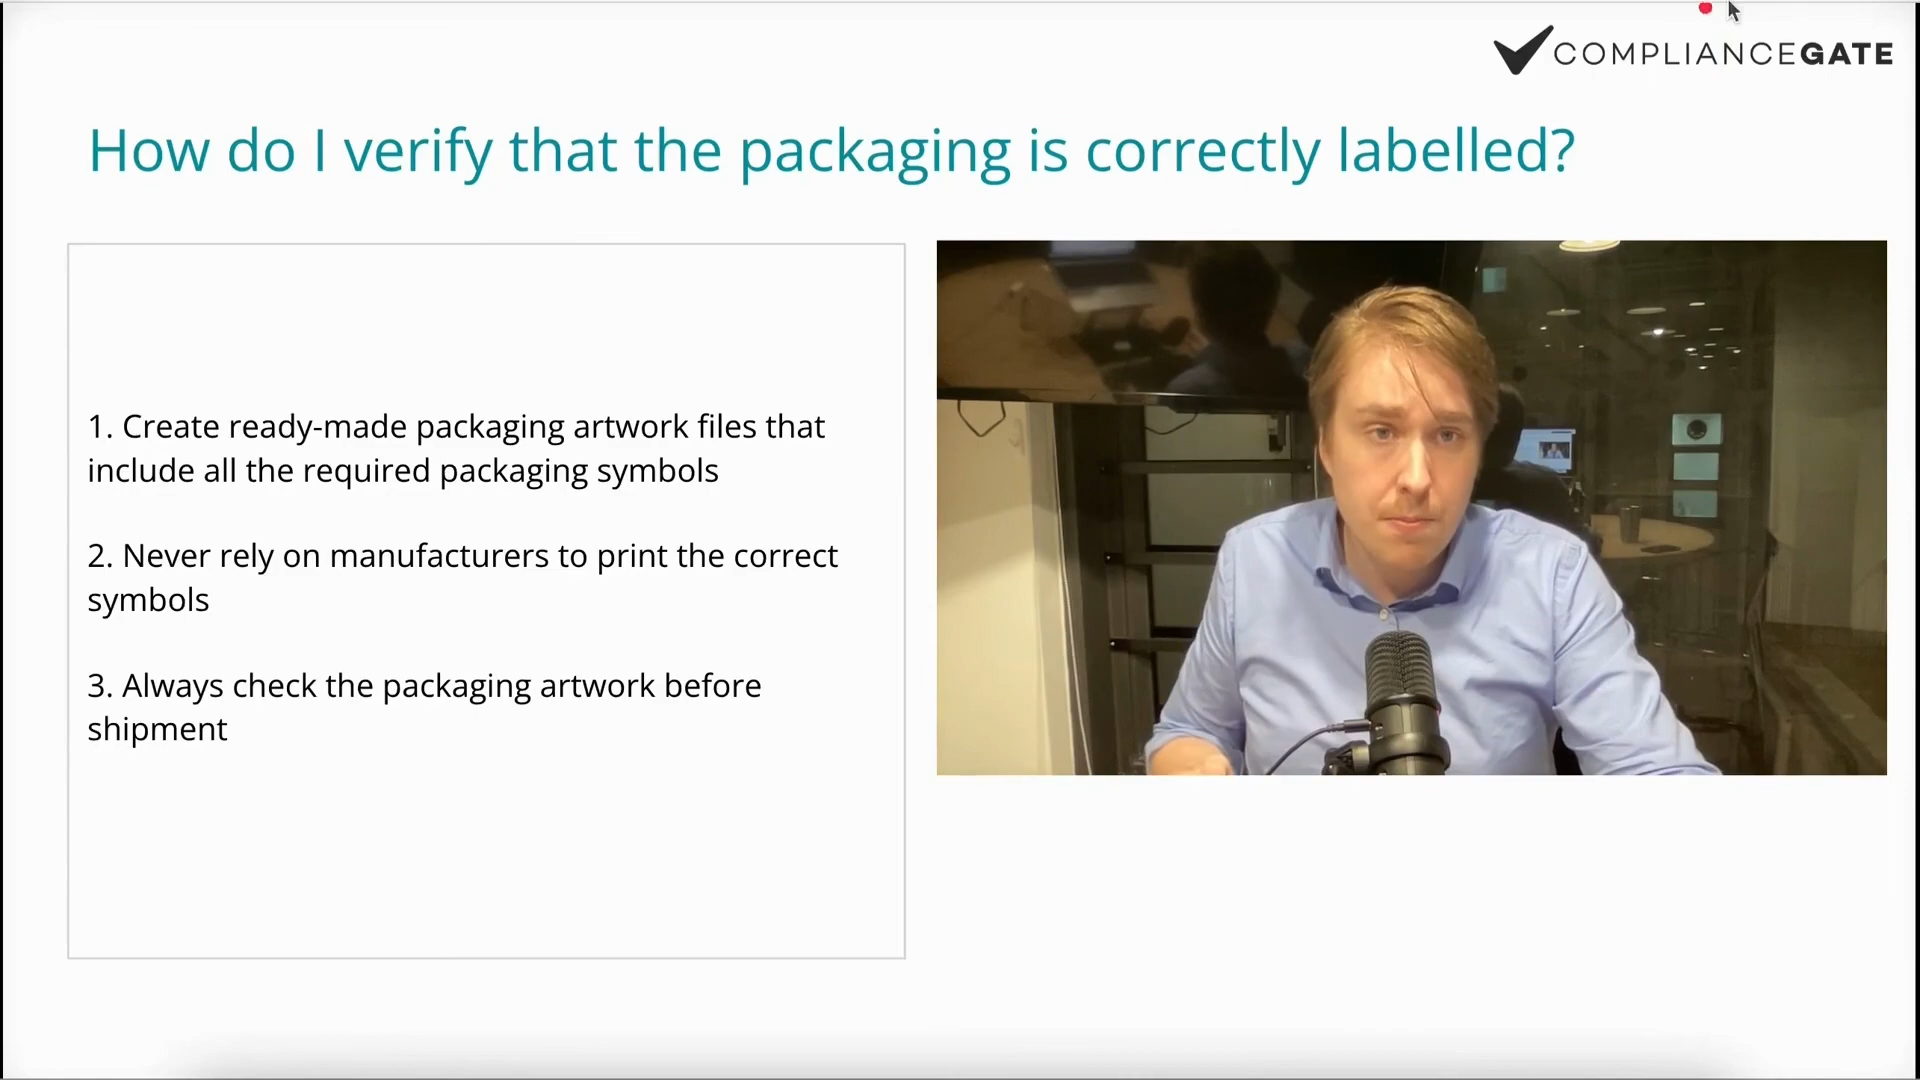 COMPLIANCEGATE
How do I verify that the packaging is correctly labelled?
1. Create ready-made packaging artwork files that
include all the required packaging symbols
2. Never rely on manufacturers to print the correct
symbols
3. Always check the packaging artwork before
shipment